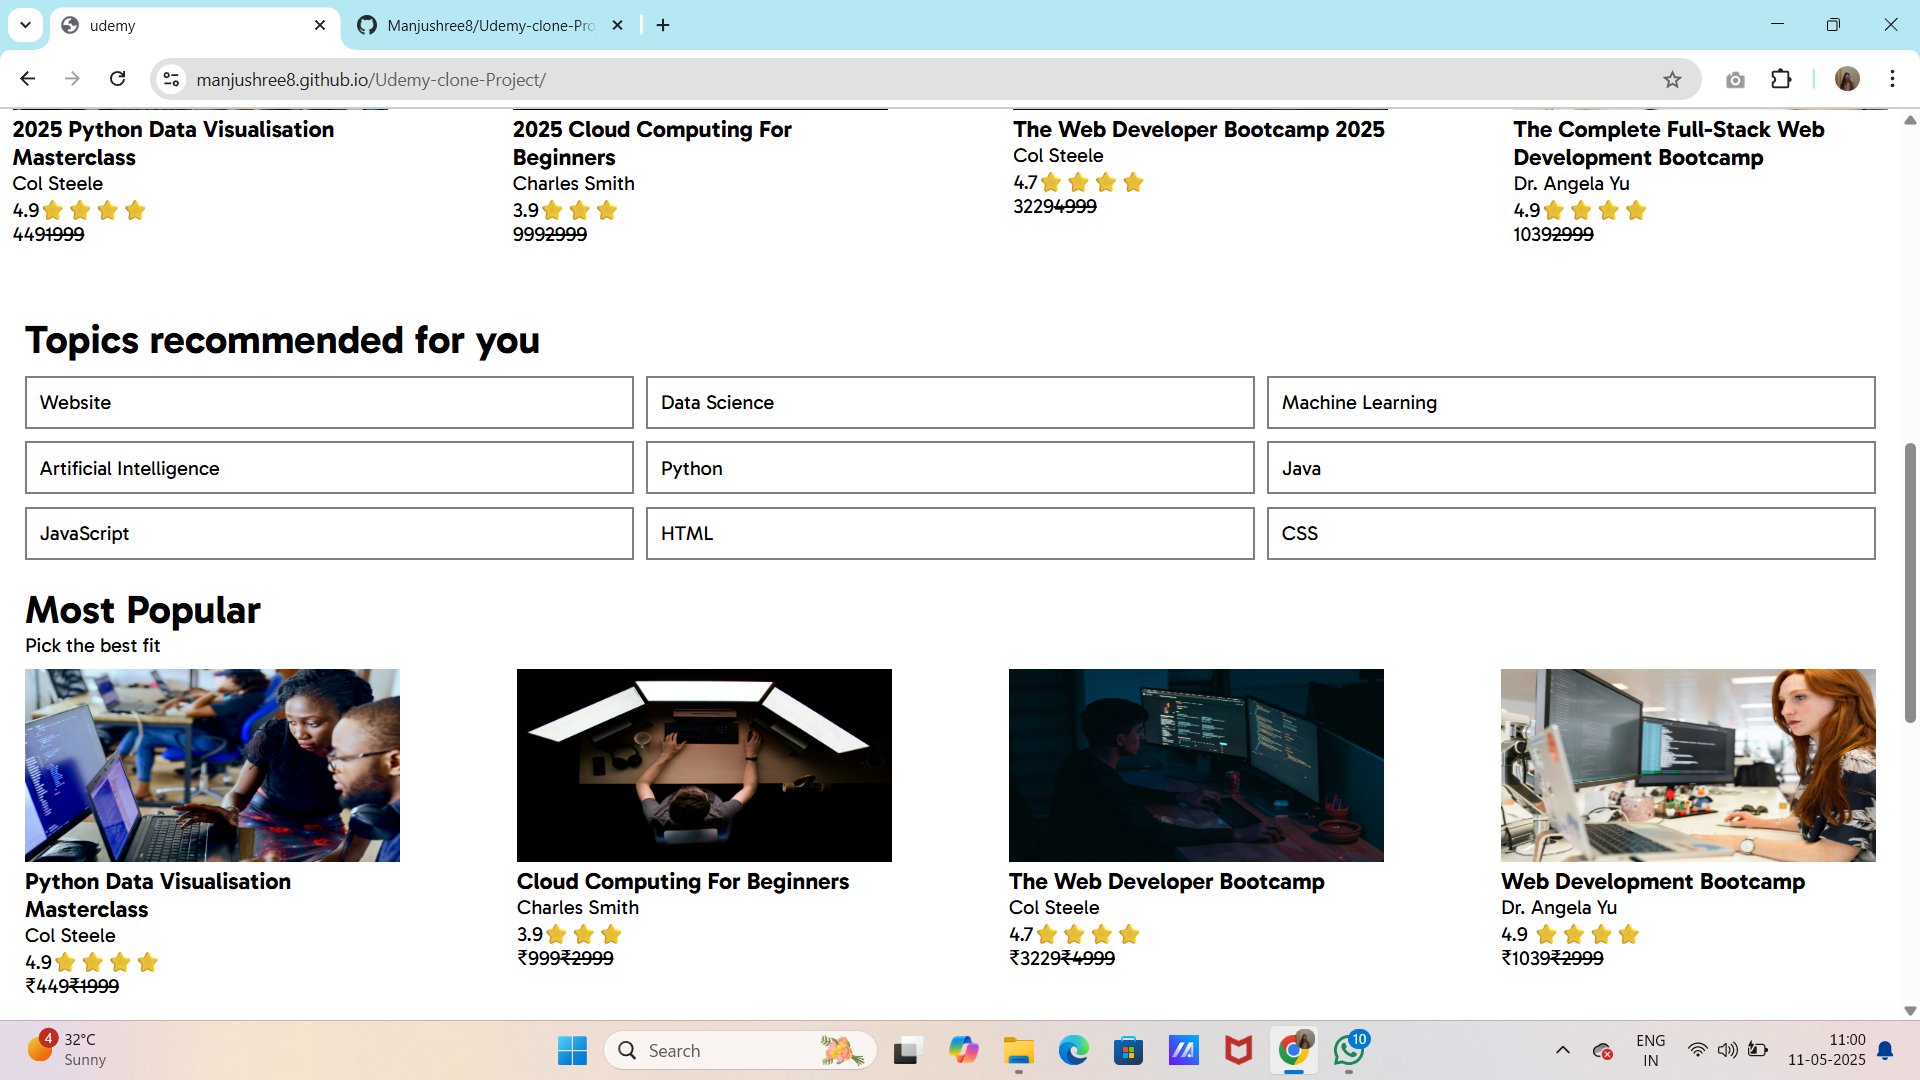 udemy
Manjushree8/Udemy-clone-Pro
manjushree8.github.io/Udemy-clone-Project/
2025 Python Data Visualisation
Masterclass
Col Steele
4.9
4491999
2025 Cloud Computing For
Beginners
Charles Smith
3.9
9992999
The Web Developer Bootcamp 2025
Col Steele
4.7
32294999
The Complete Full-Stack Web
Development Bootcamp
Dr. Angela Yu
4.9
10392999
Topics recommended for you
Website
Data Science
Machine Learning
Artificial Intelligence
Python
Java
JavaScript
HTML
CSS
Most Popular
Pick the best fit
Python Data Visualisation
Masterclass
Col Steele
4.9
₹449₹1999
Cloud Computing For Beginners
Charles Smith
3.9
₹999₹2999
The Web Developer Bootcamp
Col Steele
4.7
₹3229₹4999
Web Development Bootcamp
Dr. Angela Yu
4.9
₹1039₹2999
4
32°C
Sunny
Search
10
ENG
IN
11:00
11-05-2025